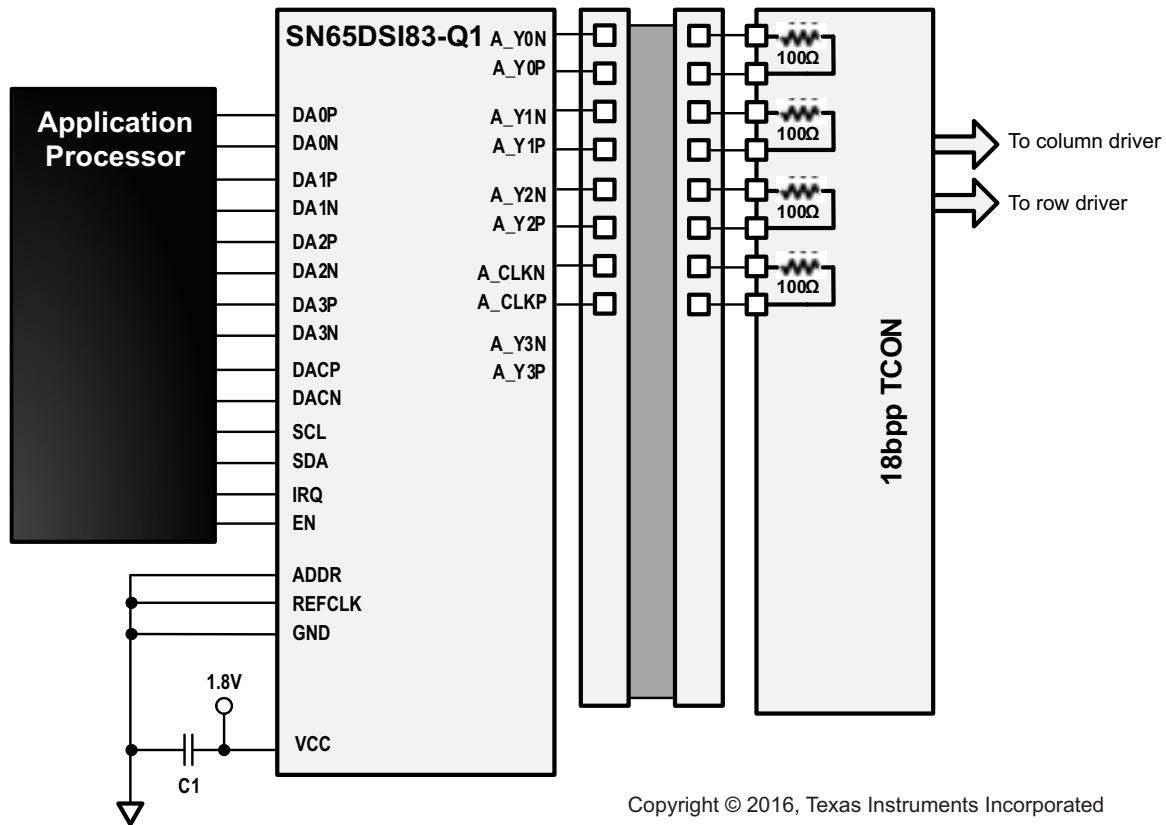 SN65DSI83-Q1
Application
Processor
DA0P
DA0N
DA1P
DA1N
DA2P
DA2N
DA3P
DA3N
DACP
DACN
SCL
SDA
IRQ
EN
ADDR
REFCLK
GND
VCC
1.8V
C1
A_Y0N
A_Y0P
A_Y1N
A_Y1P
A_Y2N
A_Y2P
A_CLKN
A_CLKP
A_Y3N
A_Y3P
100Ω
100Ω
100Ω
100Ω
18bpp TCON
To column driver
To row driver
Copyright © 2016, Texas Instruments Incorporated